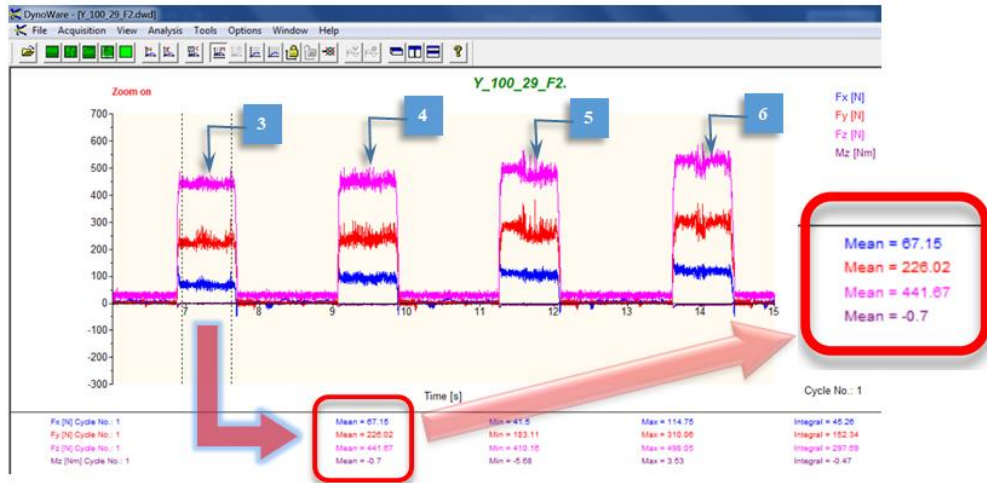 DynoWare - [Y_100_29_F2.dwd]
File Acquisition View Analysis Tools Options Window Help
Y_100_29_F2.
Zoom on
3
4
5
6
Fx [N]
Fy [N]
Fz [N]
Mz [Nm]
700
600
500
400
300
200
100
0
-100
-200
-300
7 8 9 10 11 12 13 14 15
Time [s]
Mean = 67.15
Mean = 226.02
Mean = 441.67
Mean = -0.7
Cycle No.: 1
Fx [N] Cycle No.: 1 Mean = 67.15 Min = 41.6 Max = 114.75 Integral = 45.26
Fy [N] Cycle No.: 1 Mean = 226.02 Min = 183.11 Max = 310.06 Integral = 152.34
Fz [N] Cycle No.: 1 Mean = 441.67 Min = 410.16 Max = 498.05 Integral = 297.69
Mz [Nm] Cycle No.: 1 Mean = -0.7 Min = -5.68 Max = 3.53 Integral = -0.47